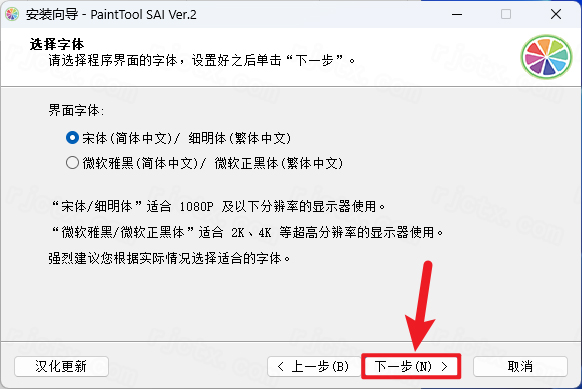 安装向导 - PaintTool SAI Ver.2
选择字体
请选择程序界面的字体，设置好之后单击“下一步”。
界面字体:
宋体(简体中文)/ 细明体(繁体中文)
微软雅黑(简体中文)/ 微软正黑体(繁体中文)
“宋体/细明体”适合 1080P 及以下分辨率的显示器使用。
“微软雅黑/微软正黑体”适合 2K、4K 等超高分辨率的显示器使用。
强烈建议您根据实际情况选择适合的字体。
汉化更新
< 上一步(B)
下一步(N) >
取消